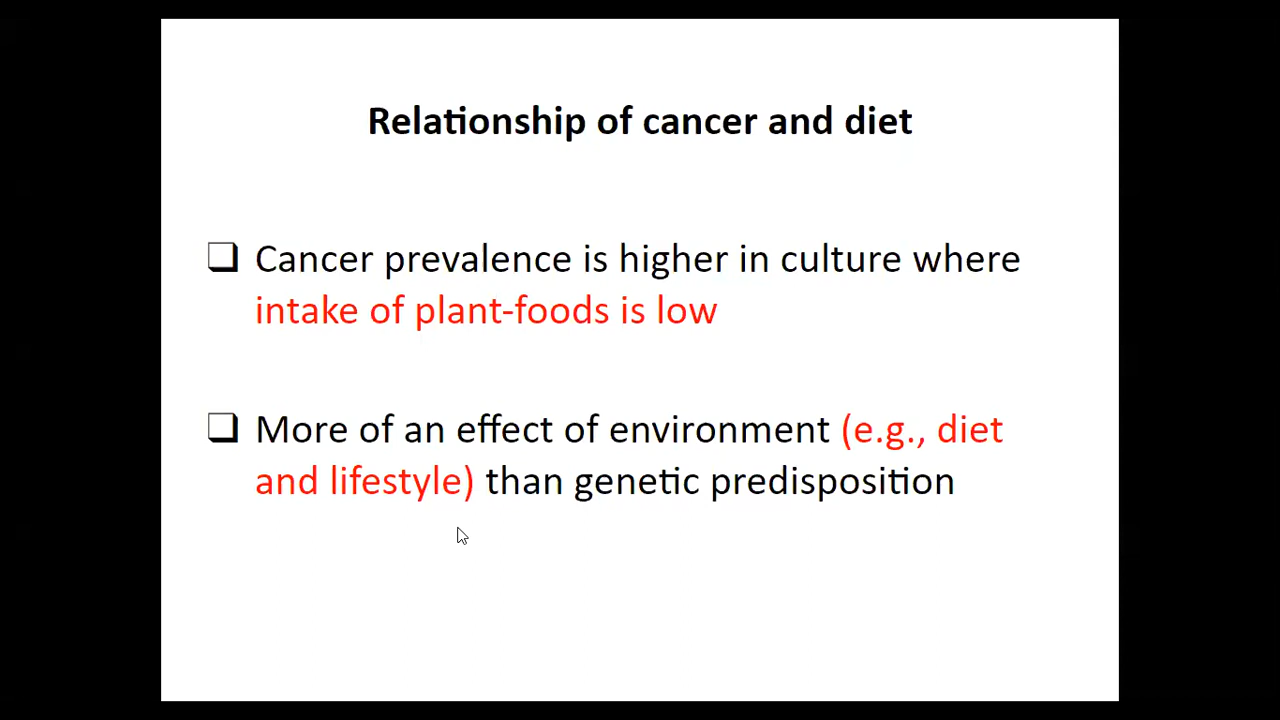 Relationship of cancer and diet
❑ Cancer prevalence is higher in culture where
intake of plant-foods is low
❑ More of an effect of environment (e.g., diet
and lifestyle) than genetic predisposition